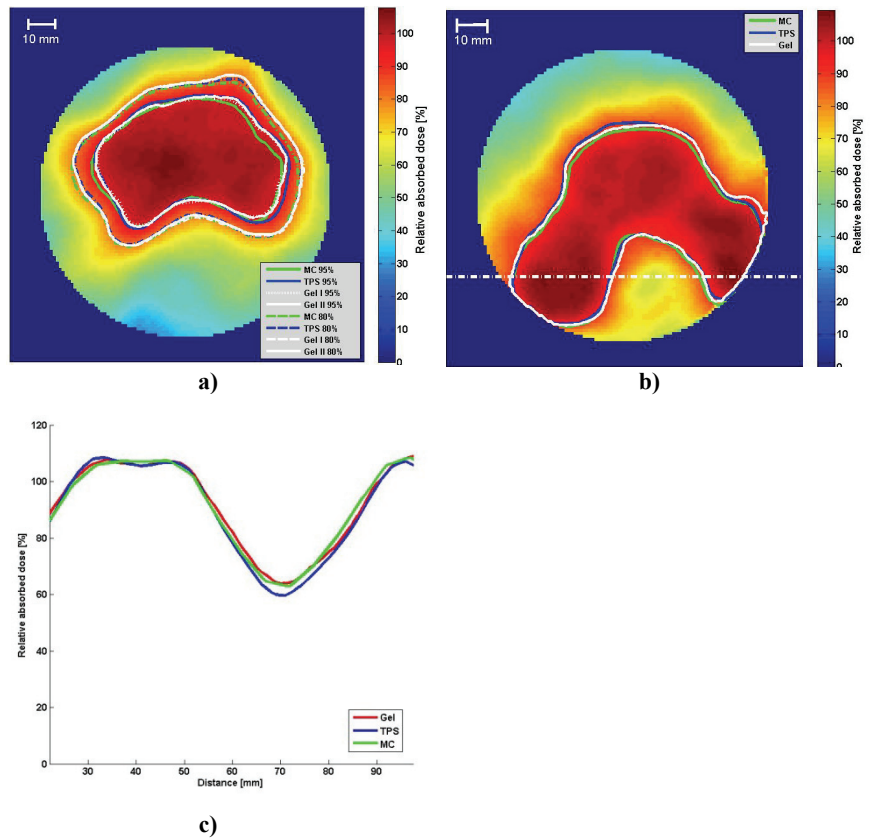 10 mm
100
90
80
70
60
50
40
30
20
10
0
Relative absorbed dose [%]
MC 95%
TPS 95%
Gel I 95%
Gel II 95%
MC 80%
TPS 80%
Gel I 80%
Gel II 80%
a)
10 mm
MC
TPS
Gel
100
90
80
70
60
50
40
30
20
10
0
Relative absorbed dose [%]
b)
120
100
80
60
40
20
0
Relative absorbed dose [%]
30 40 50 60 70 80 90
Distance [mm]
Gel
TPS
MC
c)